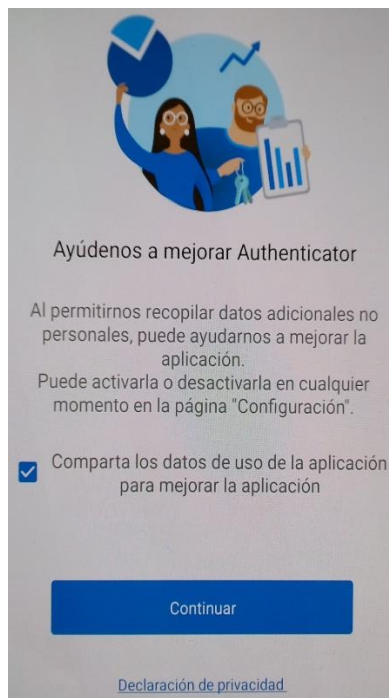 Ayúdenos a mejorar Authenticator
Al permitirnos recopilar datos adicionales no
personales, puede ayudarnos a mejorar la
aplicación.
Puede activarla o desactivarla en cualquier
momento en la página "Configuración".
Comparta los datos de uso de la aplicación
para mejorar la aplicación
Continuar
Declaración de privacidad